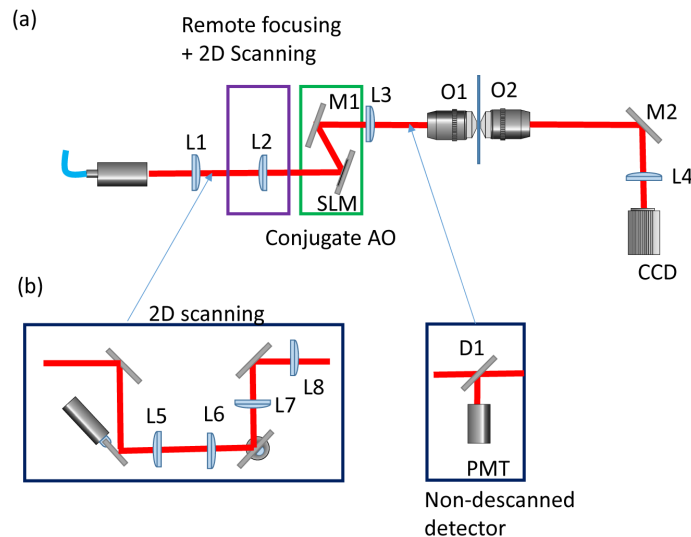 (a)
Remote focusing
+ 2D Scanning
L1
L2
M1
L3
O1
O2
M2
SLM
L4
Conjugate AO
CCD
(b)
2D scanning
L5
L6
L7
L8
D1
PMT
Non-descanned
detector